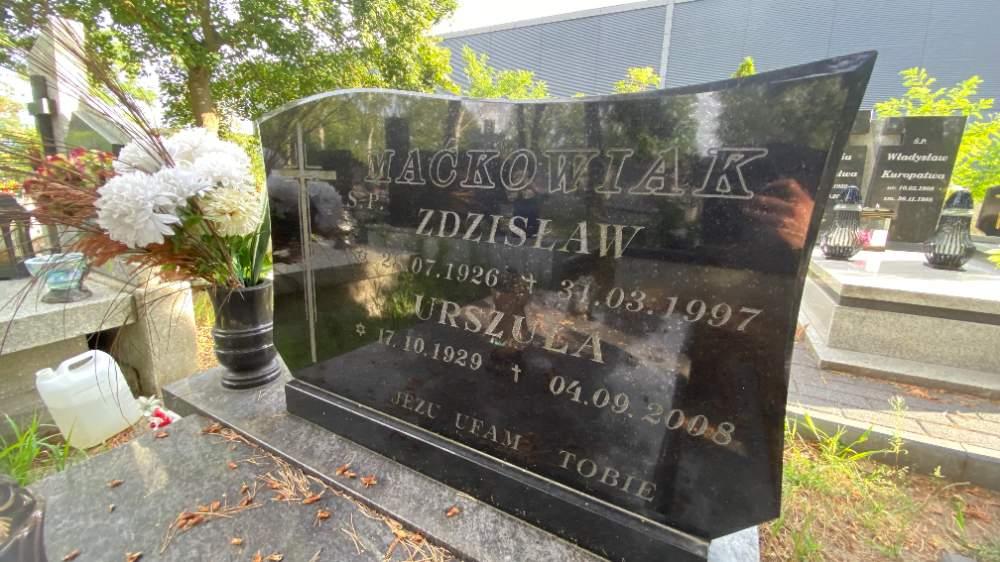 MAĆKOWIAK
Ś.P.
ZDZISŁAW
.07.1926 31.03.1997
URSZULA
17.10.1929 04.09.2008
JEZU UFAM TOBIE
Ś.P.
Władysław
Kuropatwa